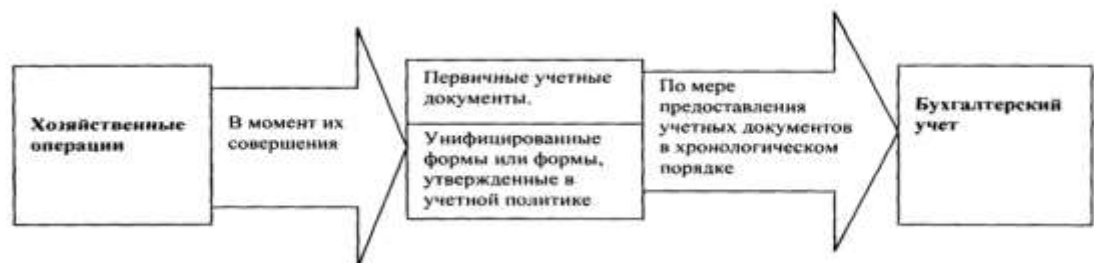 Хозяйственные
операции
В момент их
совершения
Первичные учетные
документы.
Унифицированные
формы или формы,
утвержденные в
учетной политике
По мере
предоставления
учетных документов
в хронологическом
порядке
Бухгалтерский
учет